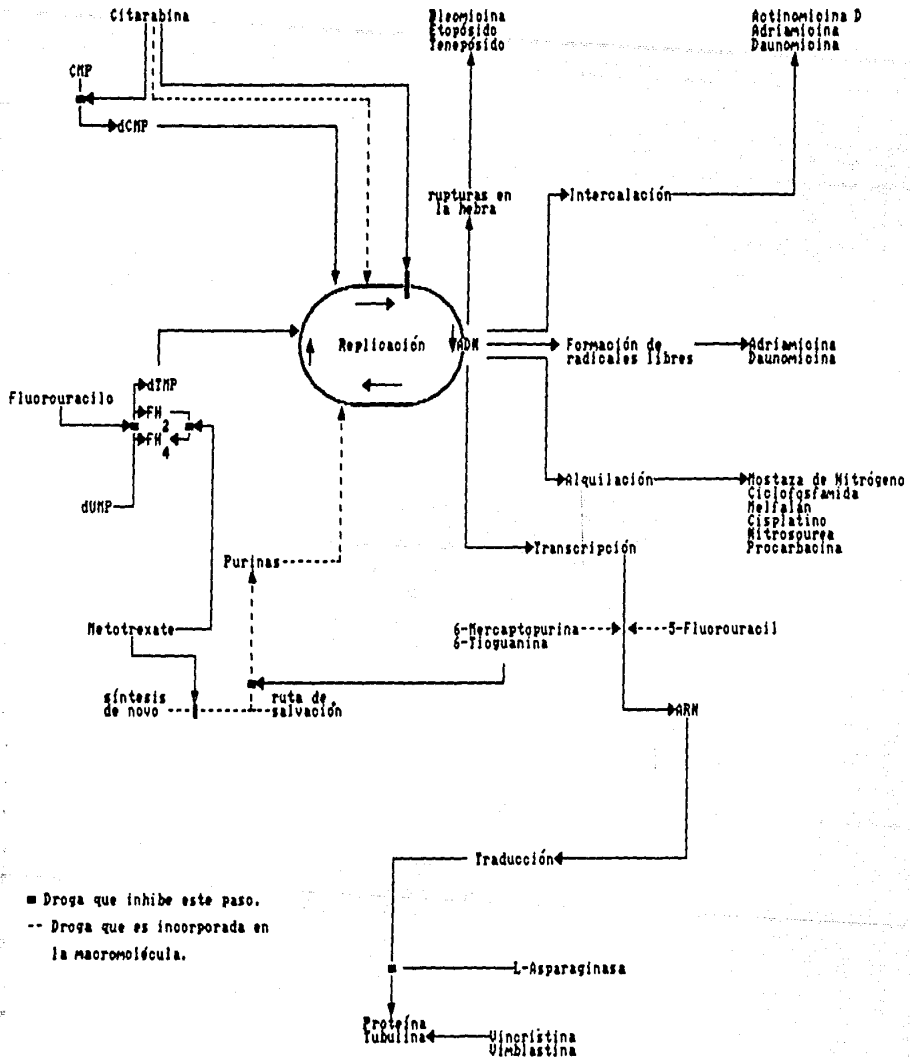 Citarabina
Bleomicina
Etopósido
Tenepósido
Actinomicina D
Adriamicina
Daunomicina
CMP
dCMP
rupturas en
la hebra
Intercalación
Replicación
ADN
Formación de
radicales libres
Adriamicina
Daunomicina
dTMP
Fluorouracilo
FH
2
FH
4
dUMP
Alquilación
Mostaza de Nitrógeno
Ciclofosfamida
Melfalán
Cisplatino
Nitrosourea
Procarbacina
Transcripción
Purinas
Metotrexate
6-Mercaptopurina
6-Tioguanina
5-Fluorouracil
síntesis
de novo
ruta de
salvación
ARN
Traducción
■ Droga que inhibe este paso.
-- Droga que es incorporada en
la macromolécula.
L-Asparaginasa
Proteína
Tubulina
Vincristina
Vimblastina